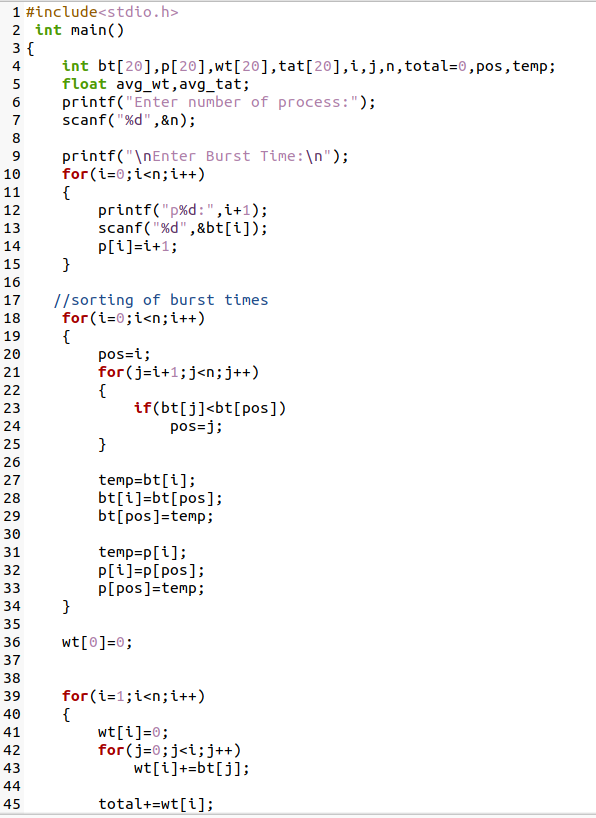 1 #include<stdio.h>
2 int main()
3 {
4 int bt[20],p[20],wt[20],tat[20],i,j,n,total=0,pos,temp;
5 float avg_wt,avg_tat;
6 printf("Enter number of process:");
7 scanf("%d",&n);
8
9 printf("\nEnter Burst Time:\n");
10 for(i=0;i<n;i++)
11 {
12 printf("p%d:",i+1);
13 scanf("%d",&bt[i]);
14 p[i]=i+1;
15 }
16
17 //sorting of burst times
18 for(i=0;i<n;i++)
19 {
20 pos=i;
21 for(j=i+1;j<n;j++)
22 {
23 if(bt[j]<bt[pos])
24 pos=j;
25 }
26
27 temp=bt[i];
28 bt[i]=bt[pos];
29 bt[pos]=temp;
30
31 temp=p[i];
32 p[i]=p[pos];
33 p[pos]=temp;
34 }
35
36 wt[0]=0;
37
38
39 for(i=1;i<n;i++)
40 {
41 wt[i]=0;
42 for(j=0;j<i;j++)
43 wt[i]+=bt[j];
44
45 total+=wt[i];